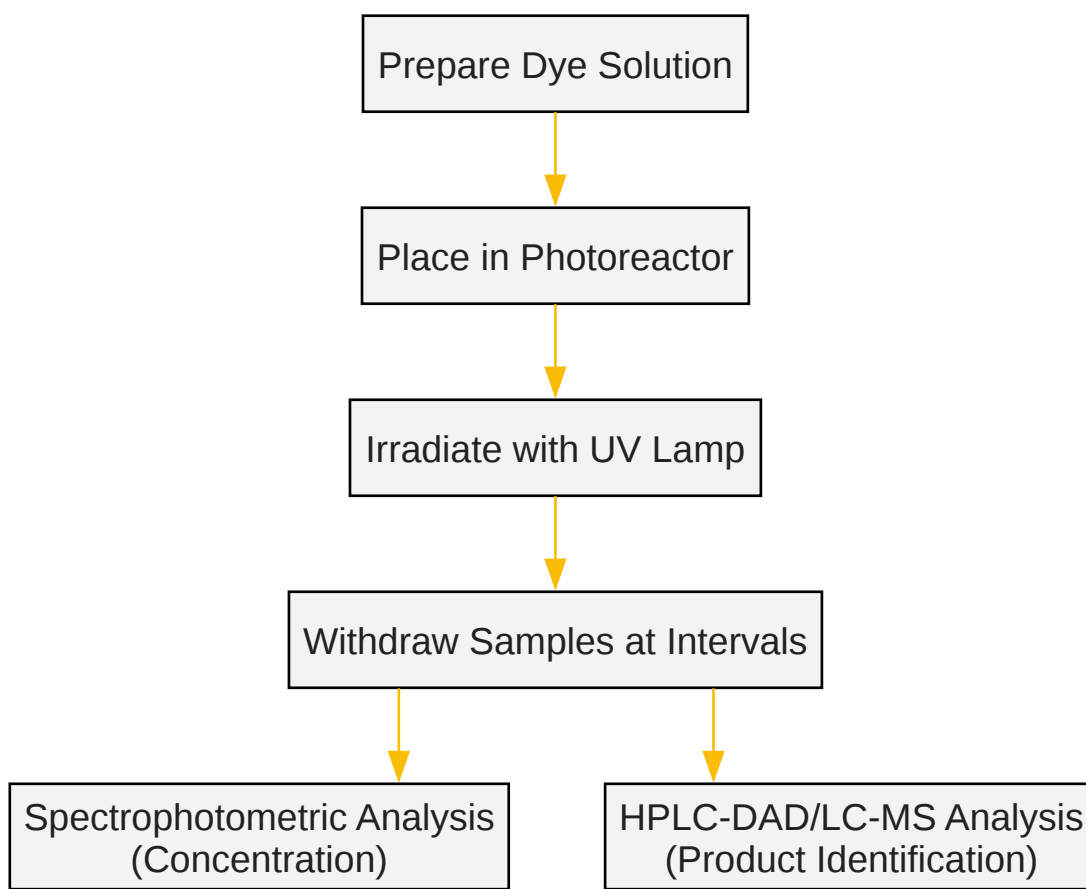 Prepare Dye Solution
Place in Photoreactor
Irradiate with UV Lamp
Withdraw Samples at Intervals
Spectrophotometric Analysis
(Concentration)
HPLC-DAD/LC-MS Analysis
(Product Identification)